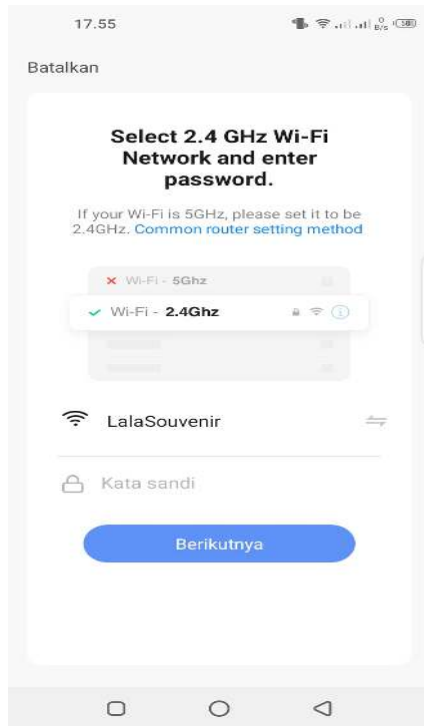 17.55
0 B/s
Batalkan
Select 2.4 GHz Wi-Fi
Network and enter
password.
If your Wi-Fi is 5GHz, please set it to be
2.4GHz. Common router setting method
Wi-Fi - 5Ghz
Wi-Fi - 2.4Ghz
LalaSouvenir
Kata sandi
Berikutnya